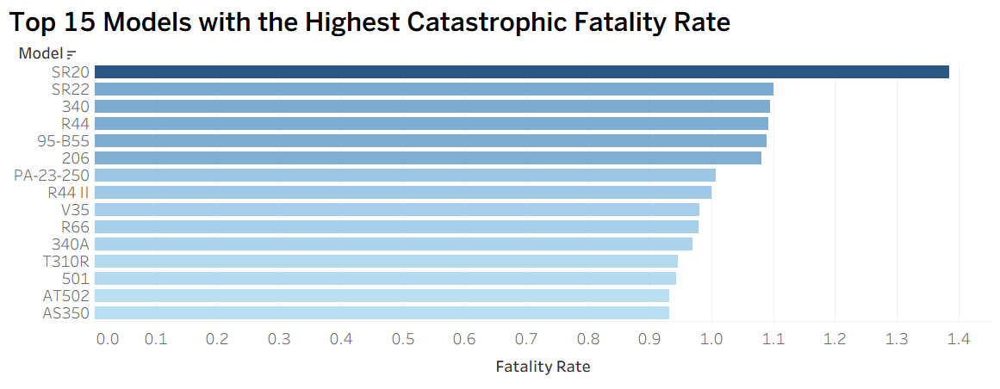 Top 15 Models with the Highest Catastrophic Fatality Rate
Model
SR20
SR22
340
R44
95-B55
206
PA-23-250
R44 II
V35
R66
340A
T310R
501
AT502
AS350
0.0 0.1 0.2 0.3 0.4 0.5 0.6 0.7 0.8 0.9 1.0 1.1 1.2 1.3 1.4
Fatality Rate